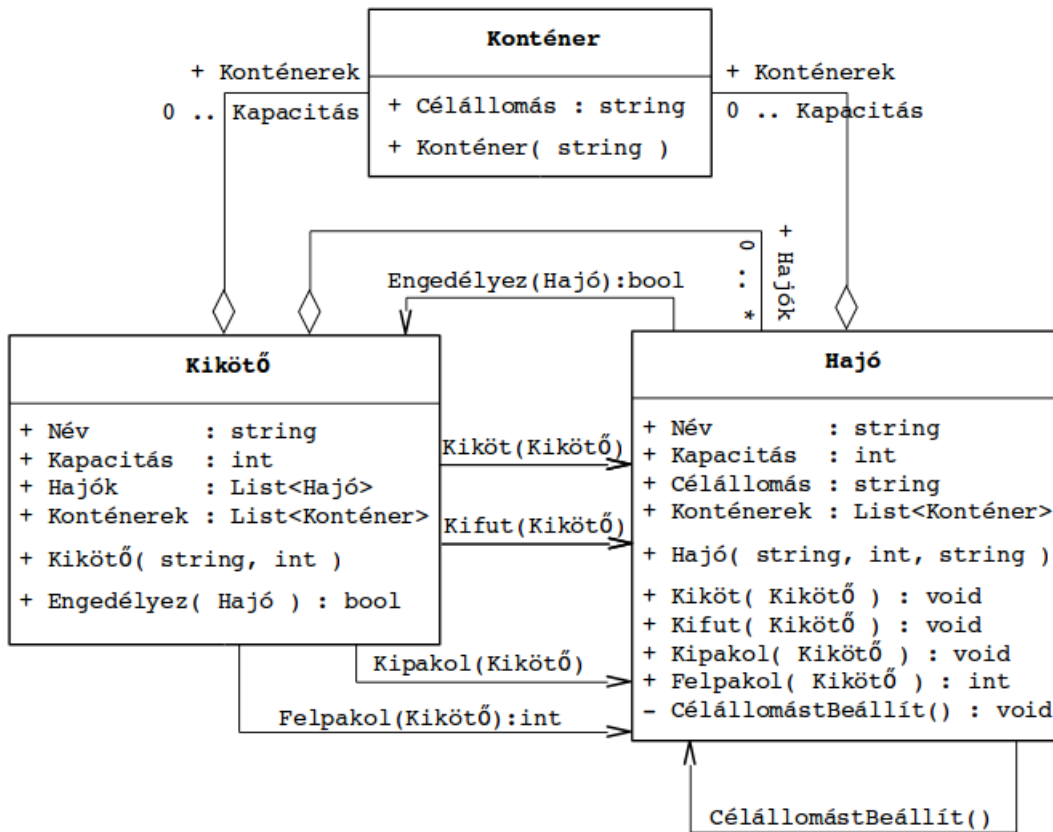 Konténer
+ Célállomás : string
+ Konténer( string )
+ Konténerek
0 .. Kapacitás
+ Konténerek
0 .. Kapacitás
+ Hajók
0 .. *
Engedélyez(Hajó):bool
Kikötő
+ Név : string
+ Kapacitás : int
+ Hajók : List<Hajó>
+ Konténerek : List<Konténer>
+ Kikötő( string, int )
+ Engedélyez( Hajó ) : bool
Kiköt(Kikötő)
Kifut(Kikötő)
Kipakol(Kikötő)
Felpakol(Kikötő):int
Hajó
+ Név : string
+ Kapacitás : int
+ Célállomás : string
+ Konténerek : List<Konténer>
+ Hajó( string, int, string )
+ Kiköt( Kikötő ) : void
+ Kifut( Kikötő ) : void
+ Kipakol( Kikötő ) : void
+ Felpakol( Kikötő ) : int
- CélállomástBeállít() : void
CélállomástBeállít()